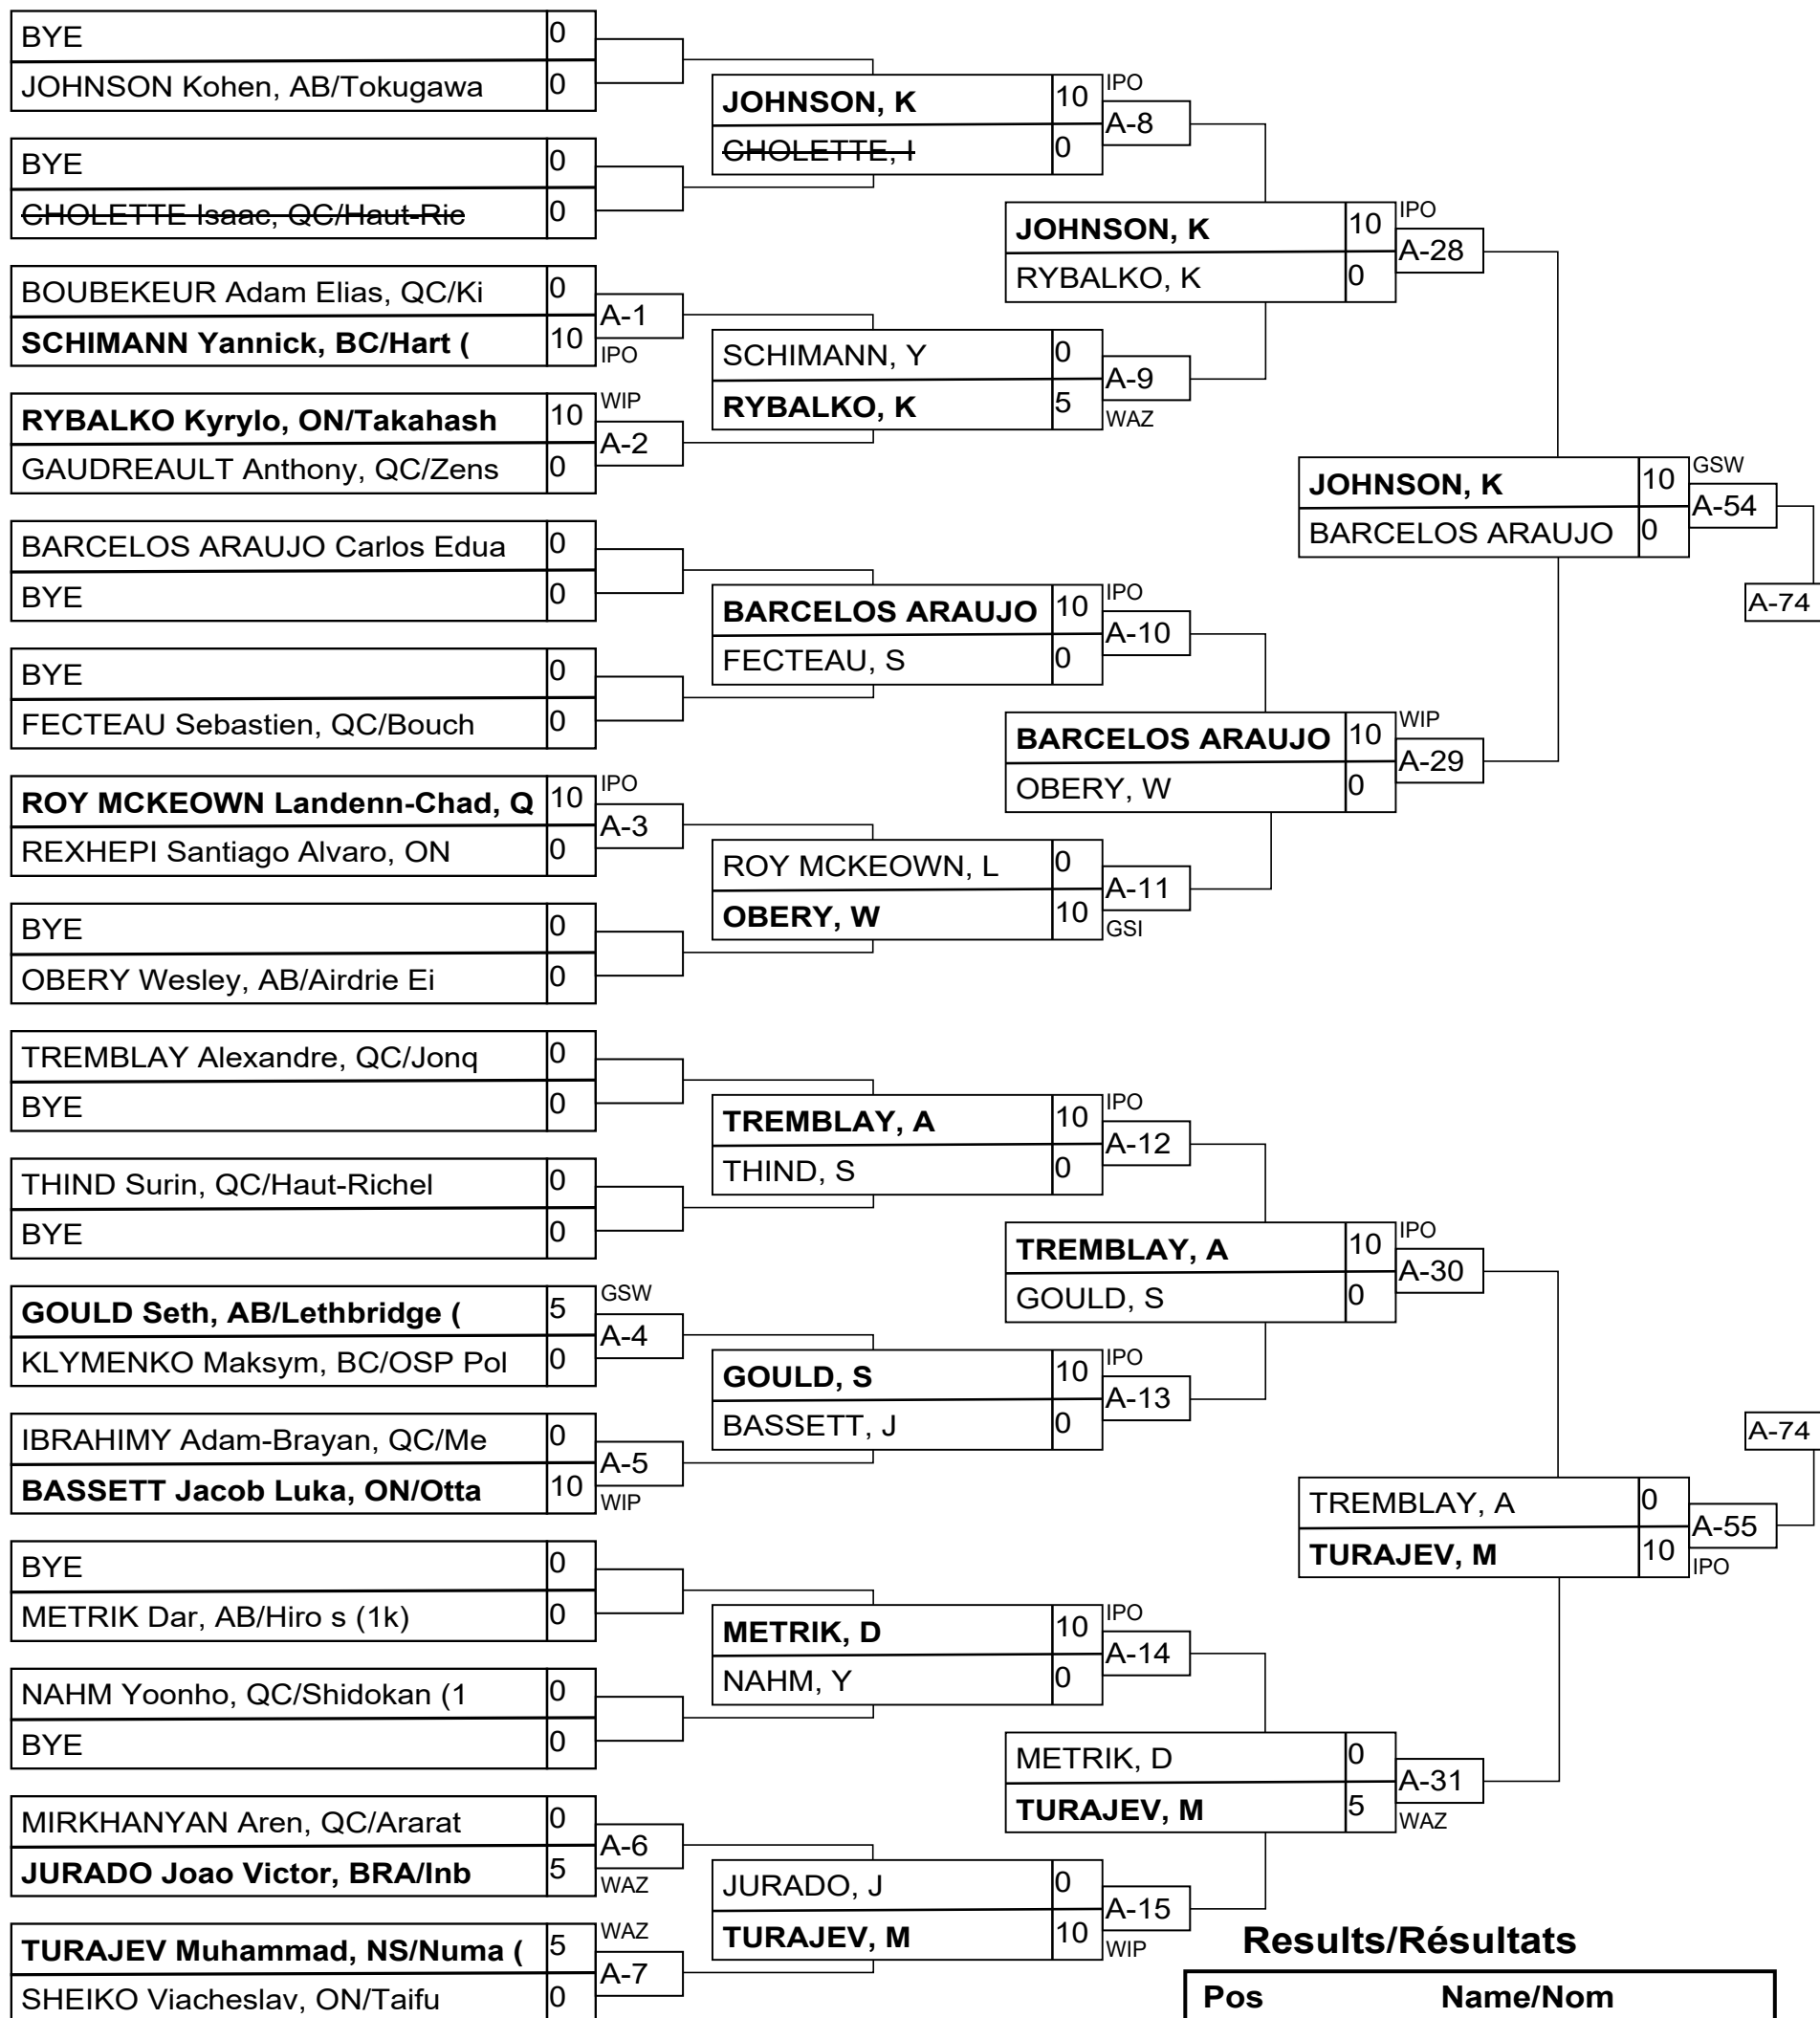 BYE 0
JOHNSON Kohen, AB/Tokugawa 0
BYE 0
CHOLETTE Isaac, QC/Haut-Ric 0
BOUBEKEUR Adam Elias, QC/Ki 0
A-1
SCHIMANN Yannick, BC/Hart ( 10
IPO
RYBALKO Kyrylo, ON/Takahash 10
WIP
A-2
GAUDREAULT Anthony, QC/Zens 0
BARCELOS ARAUJO Carlos Edua 0
BYE 0
BYE 0
FECTEAU Sebastien, QC/Bouch 0
ROY MCKEOWN Landenn-Chad, Q 10
IPO
A-3
REXHEPI Santiago Alvaro, ON 0
BYE 0
OBERY Wesley, AB/Airdrie Ei 0
TREMBLAY Alexandre, QC/Jonq 0
BYE 0
THIND Surin, QC/Haut-Richel 0
BYE 0
GOULD Seth, AB/Lethbridge ( 5
GSW
A-4
KLYMENKO Maksym, BC/OSP Pol 0
IBRAHIMY Adam-Brayan, QC/Me 0
A-5
BASSETT Jacob Luka, ON/Otta 10
WIP
BYE 0
METRIK Dar, AB/Hiro s (1k) 0
NAHM Yoonho, QC/Shidokan (1 0
BYE 0
MIRKHANYAN Aren, QC/Ararat 0
A-6
JURADO Joao Victor, BRA/Inb 5
WAZ
TURAJEV Muhammad, NS/Numa ( 5
WAZ
A-7
SHEIKO Viacheslav, ON/Taifu 0
JOHNSON, K 10
IPO
A-8
CHOLETTE, I 0
SCHIMANN, Y 0
A-9
RYBALKO, K 5
WAZ
BARCELOS ARAUJO 10
IPO
A-10
FECTEAU, S 0
ROY MCKEOWN, L 0
A-11
OBERY, W 10
GSI
TREMBLAY, A 10
IPO
A-12
THIND, S 0
GOULD, S 10
IPO
A-13
BASSETT, J 0
METRIK, D 10
IPO
A-14
NAHM, Y 0
JURADO, J 0
A-15
TURAJEV, M 10
WIP
JOHNSON, K 10
IPO
A-28
RYBALKO, K 0
BARCELOS ARAUJO 10
WIP
A-29
OBERY, W 0
TREMBLAY, A 10
IPO
A-30
GOULD, S 0
METRIK, D 0
A-31
TURAJEV, M 5
WAZ
JOHNSON, K 10
GSW
A-54
BARCELOS ARAUJO 0
A-74
A-74
TREMBLAY, A 0
A-55
TURAJEV, M 10
IPO
Results/Résultats
Pos Name/Nom